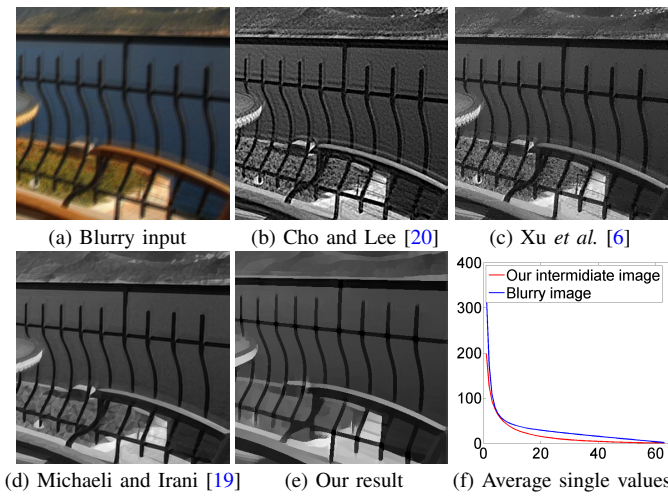 (a) Blurry input
(b) Cho and Lee [20]
(c) Xu et al. [6]
400
300
200
100
0
0
20
40
60
Our intermidiate image
Blurry image
(d) Michaeli and Irani [19]
(e) Our result
(f) Average single values